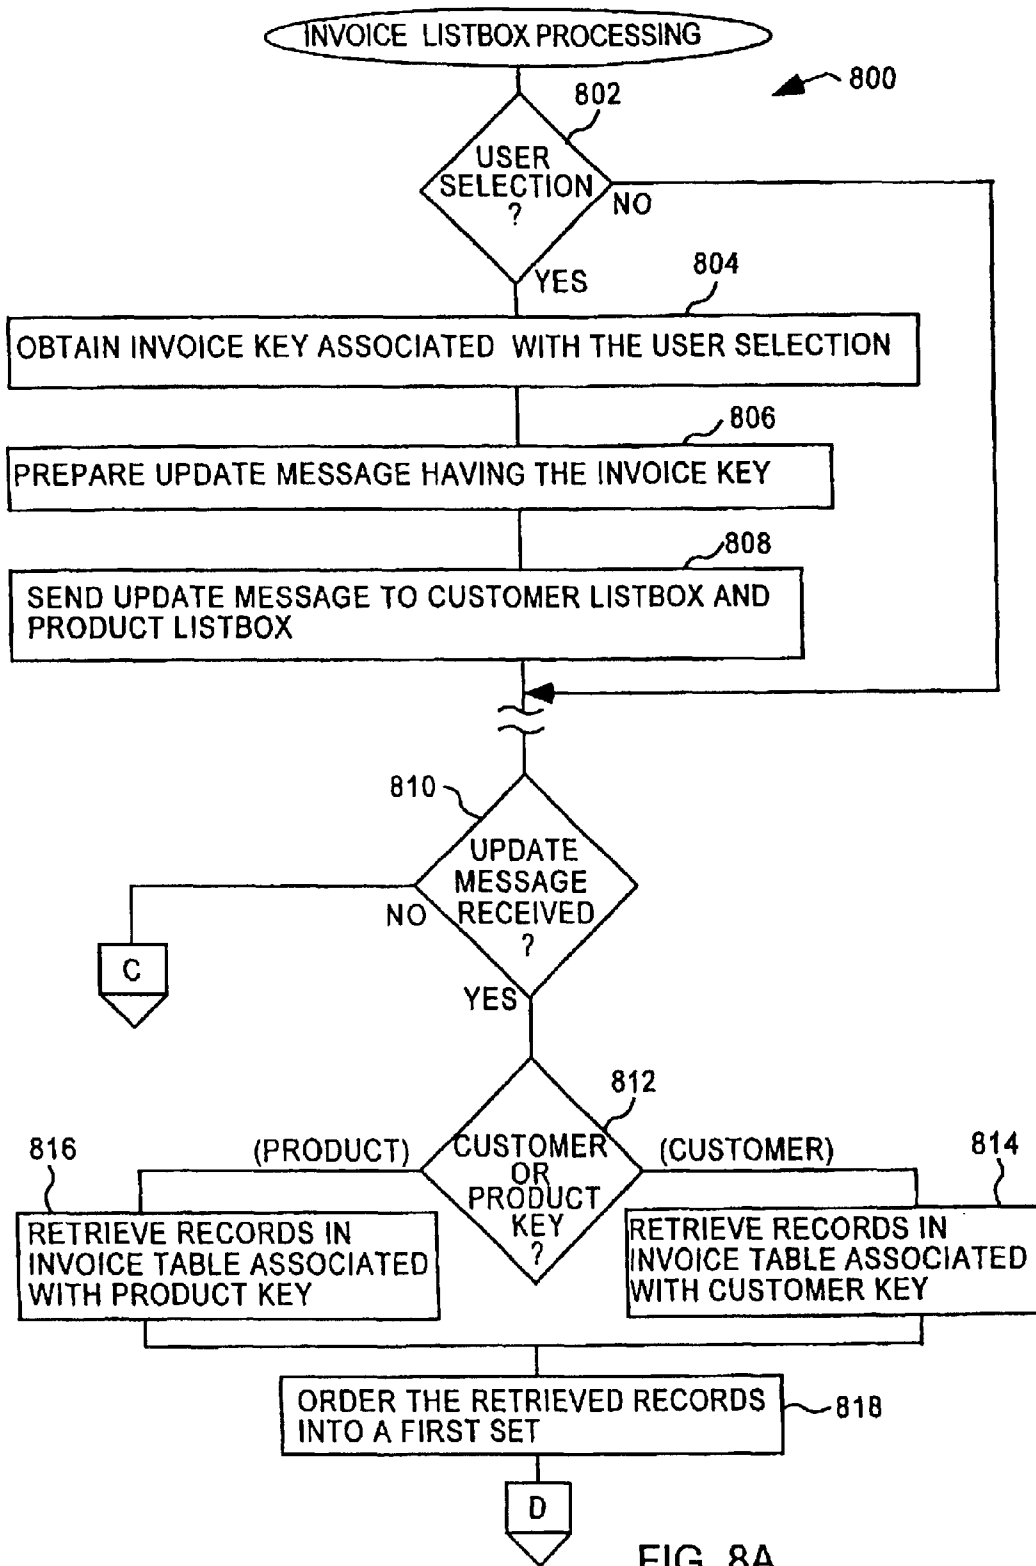 INVOICE LISTBOX PROCESSING
800
802
USER
SELECTION
?
NO
YES
804
OBTAIN INVOICE KEY ASSOCIATED WITH THE USER SELECTION
806
PREPARE UPDATE MESSAGE HAVING THE INVOICE KEY
808
SEND UPDATE MESSAGE TO CUSTOMER LISTBOX AND
PRODUCT LISTBOX
810
UPDATE
MESSAGE
RECEIVED
?
NO
C
YES
812
CUSTOMER
OR
PRODUCT
KEY
?
(PRODUCT)
(CUSTOMER)
816
RETRIEVE RECORDS IN
INVOICE TABLE ASSOCIATED
WITH PRODUCT KEY
814
RETRIEVE RECORDS IN
INVOICE TABLE ASSOCIATED
WITH CUSTOMER KEY
ORDER THE RETRIEVED RECORDS
INTO A FIRST SET
818
D
FIG. 8A